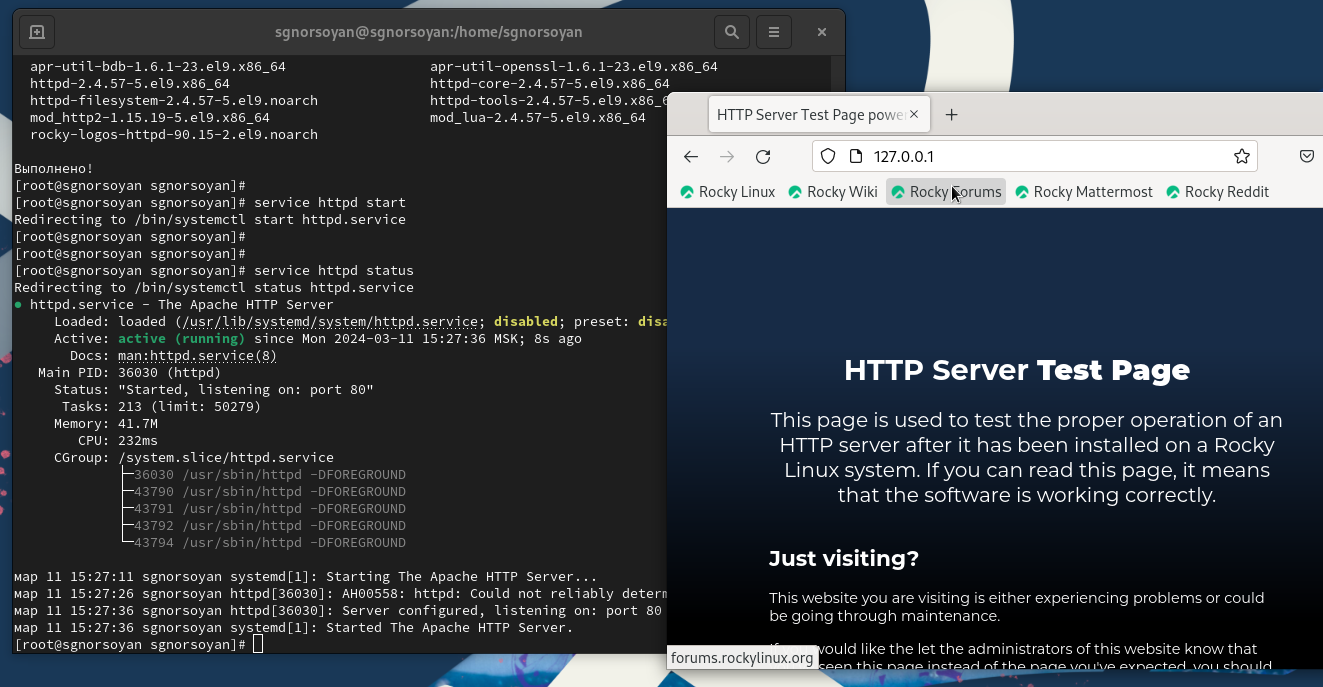 sgnorsoyan@sgnorsoyan:/home/sgnorsoyan
apr-util-bdb-1.6.1-23.el9.x86_64 apr-util-openssl-1.6.1-23.el9.x86_64
httpd-2.4.57-5.el9.x86_64 httpd-core-2.4.57-5.el9.x86_64
httpd-filesystem-2.4.57-5.el9.noarch httpd-tools-2.4.57-5.el9.x86_6
mod_http2-1.15.19-5.el9.x86_64 mod_lua-2.4.57-5.el9.x86_64
rocky-logos-httpd-90.15-2.el9.noarch
Выполнено!
[root@sgnorsoyan sgnorsoyan]#
[root@sgnorsoyan sgnorsoyan]# service httpd start
Redirecting to /bin/systemctl start httpd.service
[root@sgnorsoyan sgnorsoyan]#
[root@sgnorsoyan sgnorsoyan]#
[root@sgnorsoyan sgnorsoyan]# service httpd status
Redirecting to /bin/systemctl status httpd.service
● httpd.service - The Apache HTTP Server
Loaded: loaded (/usr/lib/systemd/system/httpd.service; disabled; preset: disa
Active: active (running) since Mon 2024-03-11 15:27:36 MSK; 8s ago
Docs: man:httpd.service(8)
Main PID: 36030 (httpd)
Status: "Started, listening on: port 80"
Tasks: 213 (limit: 50279)
Memory: 41.7M
CPU: 232ms
CGroup: /system.slice/httpd.service
├─36030 /usr/sbin/httpd -DFOREGROUND
├─43790 /usr/sbin/httpd -DFOREGROUND
├─43791 /usr/sbin/httpd -DFOREGROUND
├─43792 /usr/sbin/httpd -DFOREGROUND
└─43794 /usr/sbin/httpd -DFOREGROUND
мар 11 15:27:11 sgnorsoyan systemd[1]: Starting The Apache HTTP Server...
мар 11 15:27:26 sgnorsoyan httpd[36030]: AH00558: httpd: Could not reliably determ
мар 11 15:27:36 sgnorsoyan httpd[36030]: Server configured, listening on: port 80
мар 11 15:27:36 sgnorsoyan systemd[1]: Started The Apache HTTP Server.
[root@sgnorsoyan sgnorsoyan]#
HTTP Server Test Page powe
127.0.0.1
Rocky Linux Rocky Wiki Rocky Forums Rocky Mattermost Rocky Reddit
HTTP Server Test Page
This page is used to test the proper operation of an
HTTP server after it has been installed on a Rocky
Linux system. If you can read this page, it means
that the software is working correctly.
Just visiting?
This website you are visiting is either experiencing problems or could
be going through maintenance.
would like the let the administrators of this website know that
seen this page instead of the page you've expected, you should
forums.rockylinux.org